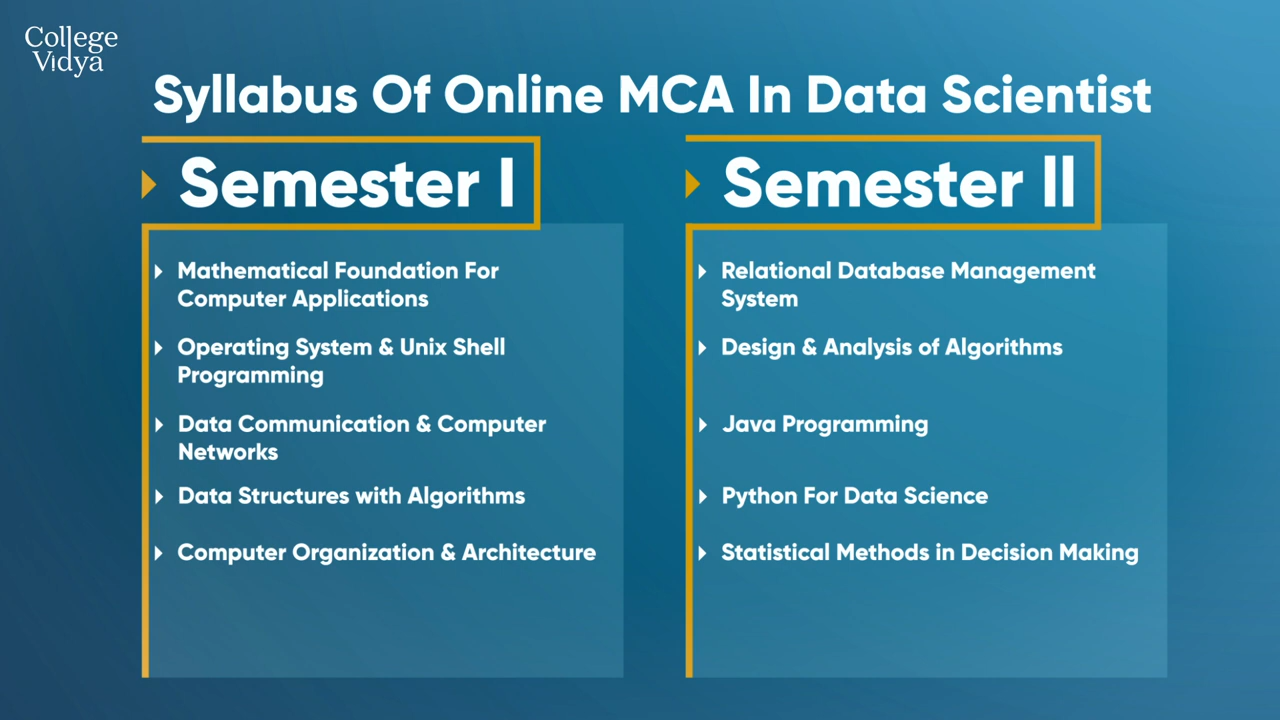 College
Vidya
Syllabus Of Online MCA In Data Scientist
Semester I
Mathematical Foundation For
Computer Applications
Operating System & Unix Shell
Programming
Data Communication & Computer
Networks
Data Structures with Algorithms
Computer Organization & Architecture
Semester II
Relational Database Management
System
Design & Analysis of Algorithms
Java Programming
Python For Data Science
Statistical Methods in Decision Making